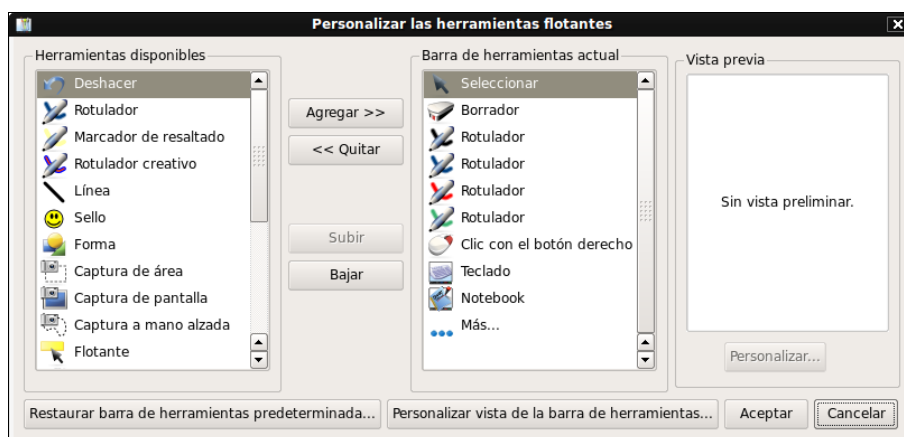 Personalizar las herramientas flotantes
Herramientas disponibles
Deshacer
Rotulador
Marcador de resaltado
Rotulador creativo
Línea
Sello
Forma
Captura de área
Captura de pantalla
Captura a mano alzada
Flotante
Agregar >>
<< Quitar
Subir
Bajar
Barra de herramientas actual
Seleccionar
Borrador
Rotulador
Rotulador
Rotulador
Rotulador
Clic con el botón derecho
Teclado
Notebook
Más...
Vista previa
Sin vista preliminar.
Personalizar...
Restaurar barra de herramientas predeterminada...
Personalizar vista de la barra de herramientas...
Aceptar
Cancelar